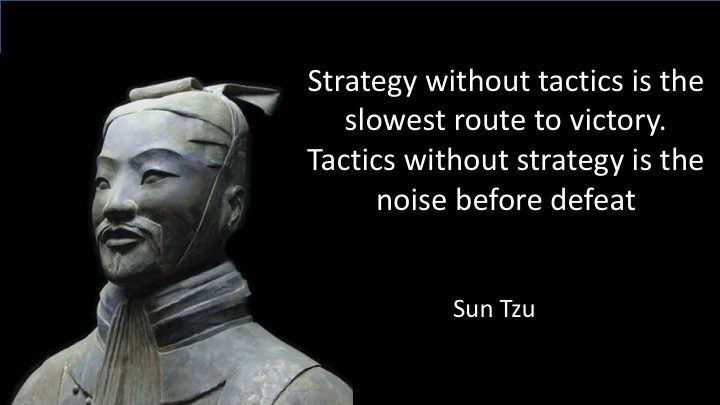 Strategy without tactics is the
slowest route to victory.
Tactics without strategy is the
noise before defeat
Sun Tzu